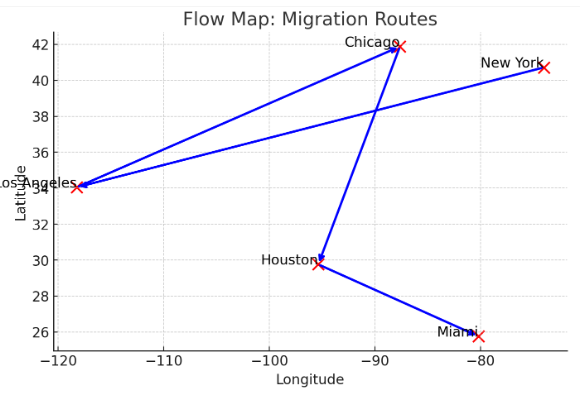 Flow Map: Migration Routes
42
Chicago
New York
40
38
36
Los Angeles
34
Latitude
32
30
Houston
28
26
Miami
−120
−110
−100
−90
−80
Longitude